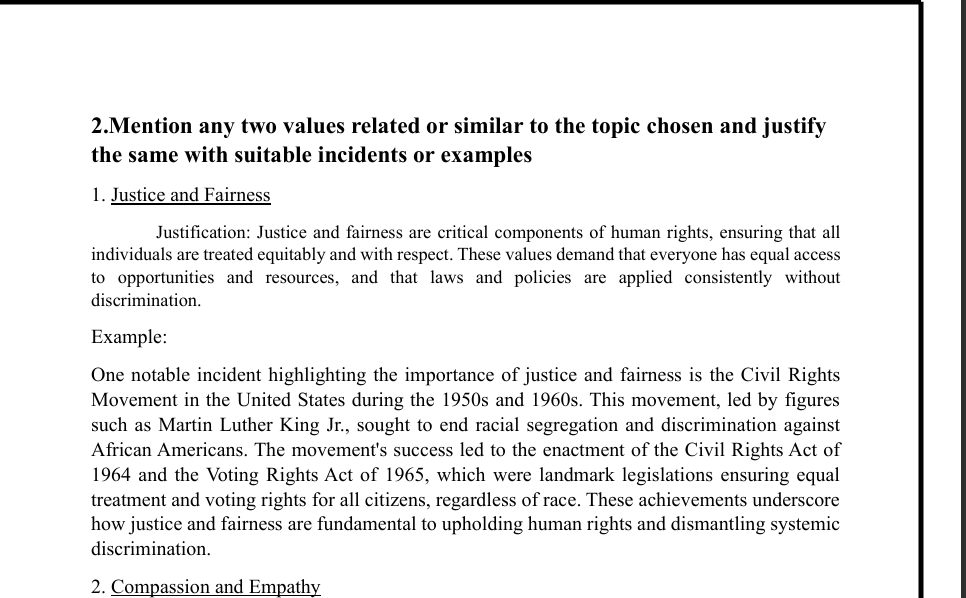 2.Mention any two values related or similar to the topic chosen and justify
the same with suitable incidents or examples
1. Justice and Fairness
Justification: Justice and fairness are critical components of human rights, ensuring that all
individuals are treated equitably and with respect. These values demand that everyone has equal access
to opportunities and resources, and that laws and policies are applied consistently without
discrimination.
Example:
One notable incident highlighting the importance of justice and fairness is the Civil Rights
Movement in the United States during the 1950s and 1960s. This movement, led by figures
such as Martin Luther King Jr., sought to end racial segregation and discrimination against
African Americans. The movement's success led to the enactment of the Civil Rights Act of
1964 and the Voting Rights Act of 1965, which were landmark legislations ensuring equal
treatment and voting rights for all citizens, regardless of race. These achievements underscore
how justice and fairness are fundamental to upholding human rights and dismantling systemic
discrimination.
2. Compassion and Empathy